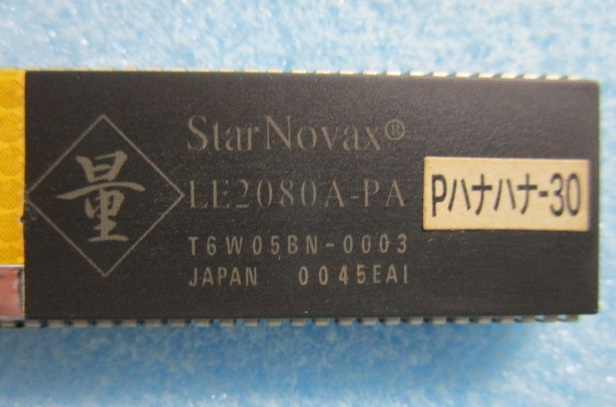 量
StarNovax®
LE2080A-PA
T6W05BN-0003
JAPAN 0045EAI
Pハナハナ-30